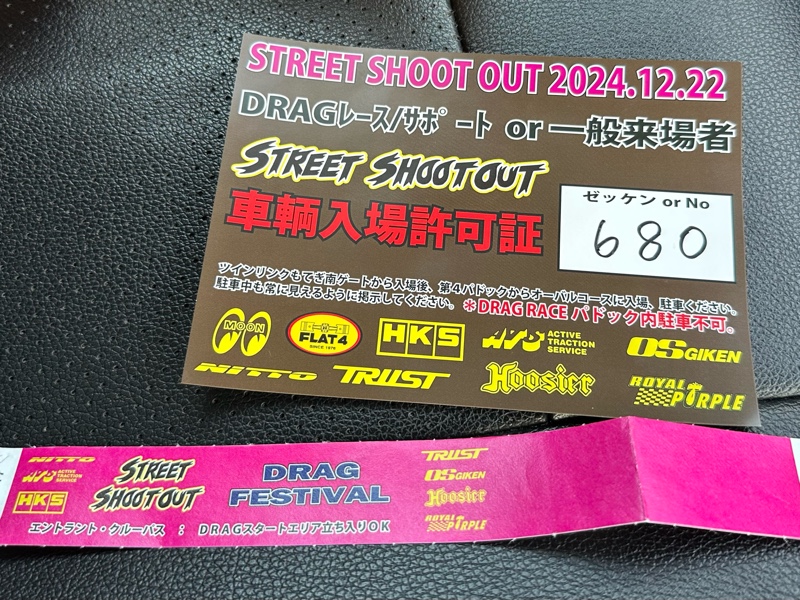 STREET SHOOT OUT 2024.12.22
DRAGレース/サポート or 一般来場者
STREET SHOOTOUT
車輌入場許可証
ゼッケン or No
680
ツインリンクもてぎ南ゲートから入場後、第4パドックからオーバルコースに入場、駐車ください。
駐車中も常に見えるように掲示してください。 ＊DRAG RACE パドック内駐車不可。
MOON
FLAT4
SINCE 1976
HKS
ATS ACTIVE TRACTION SERVICE
OS GIKEN
NITTO
TRUST
Hoosier
ROYAL PURPLE
NITTO
ATS ACTIVE TRACTION SERVICE
HKS
STREET
SHOOTOUT
DRAG
FESTIVAL
TRUST
OS GIKEN
Hoosier
ROYAL PURPLE
エントラント・クルーパス ： DRAGスタートエリア立ち入りOK